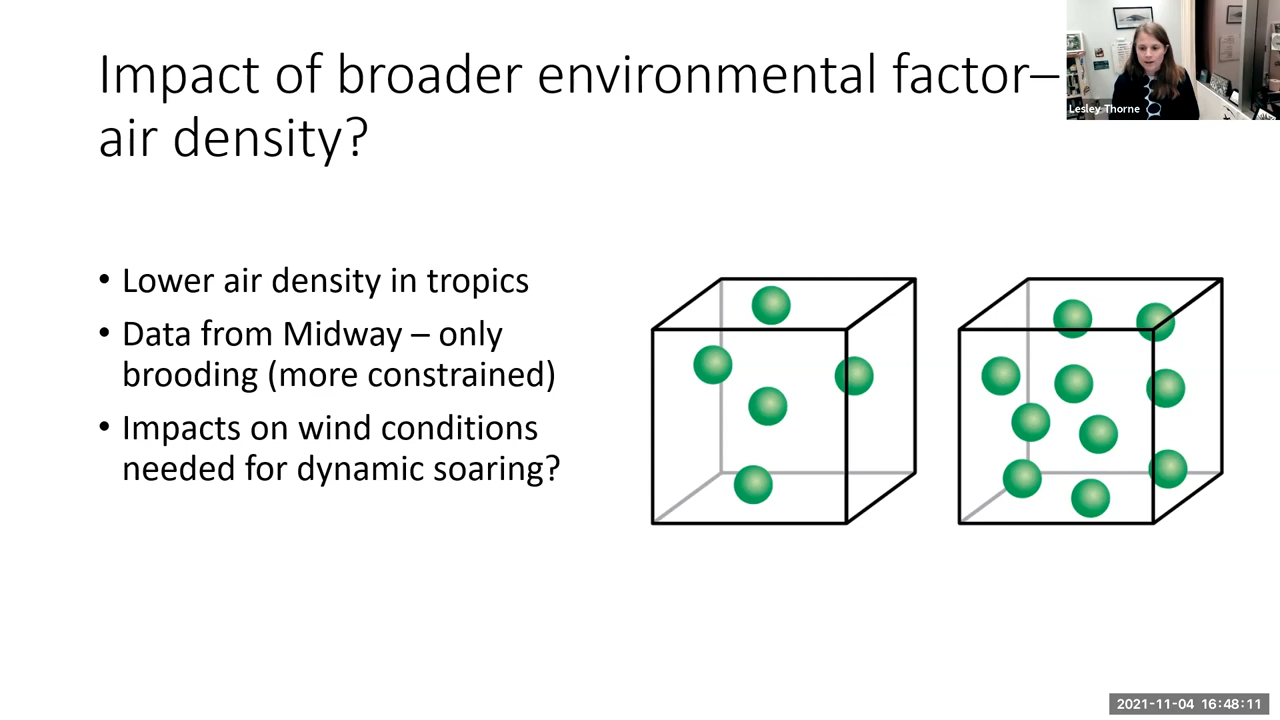 Impact of broader environmental factor–
air density?
Lesley Thorne
• Lower air density in tropics
• Data from Midway – only
brooding (more constrained)
• Impacts on wind conditions
needed for dynamic soaring?
2021-11-04 16:48:11